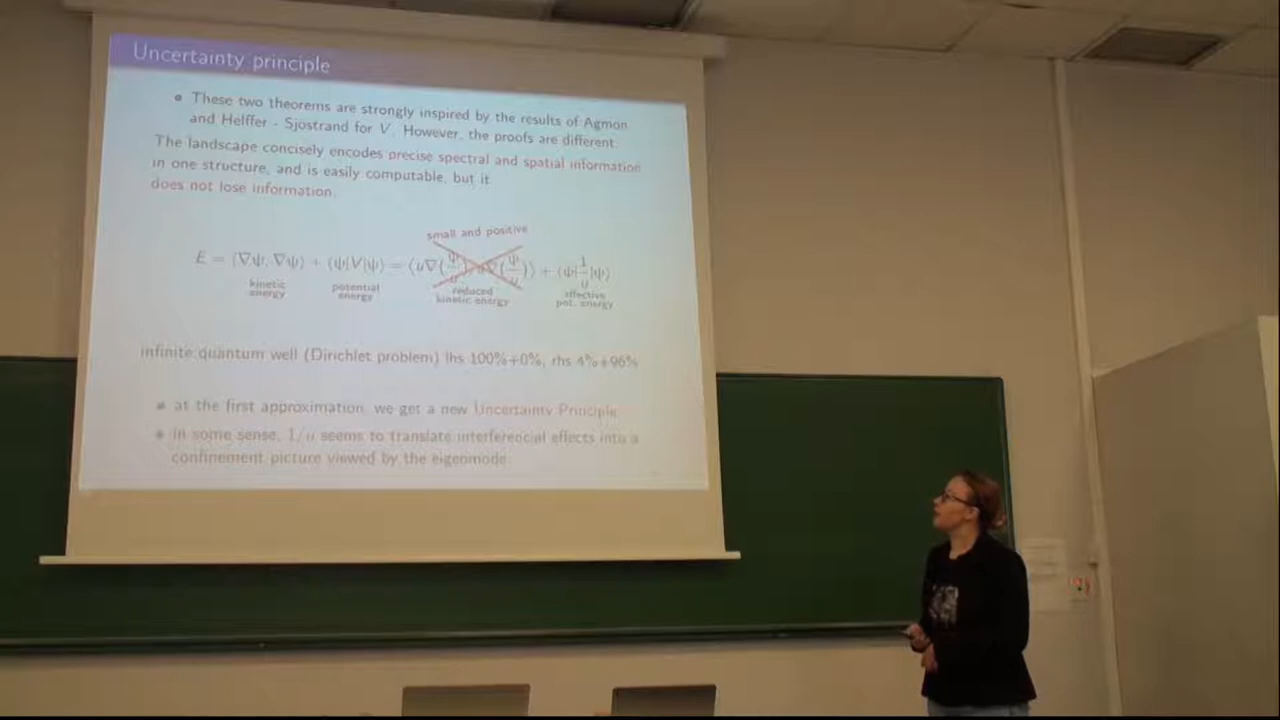 Uncertainty principle
These two theorems are strongly inspired by the results of Agmon
and Helffer - Sjostrand for V. However, the proofs are different.
The landscape concisely encodes precise spectral and spatial information
in one structure, and is easily computable, but it
does not lose information.
small and positive
E = ⟨∇ψ, ∇ψ⟩ + ⟨ψ|V|ψ⟩ = ⟨u∇(ψ/u), u∇(ψ/u)⟩ + ⟨ψ|1/u|ψ⟩
kinetic energy potential energy reduced kinetic energy effective pot. energy
infinite quantum well (Dirichlet problem) lhs 100%+0%, rhs 4%+96%
at the first approximation, we get a new Uncertainty Principle
in some sense, 1/u seems to translate interferencial effects into a
confinement picture viewed by the eigeomode.